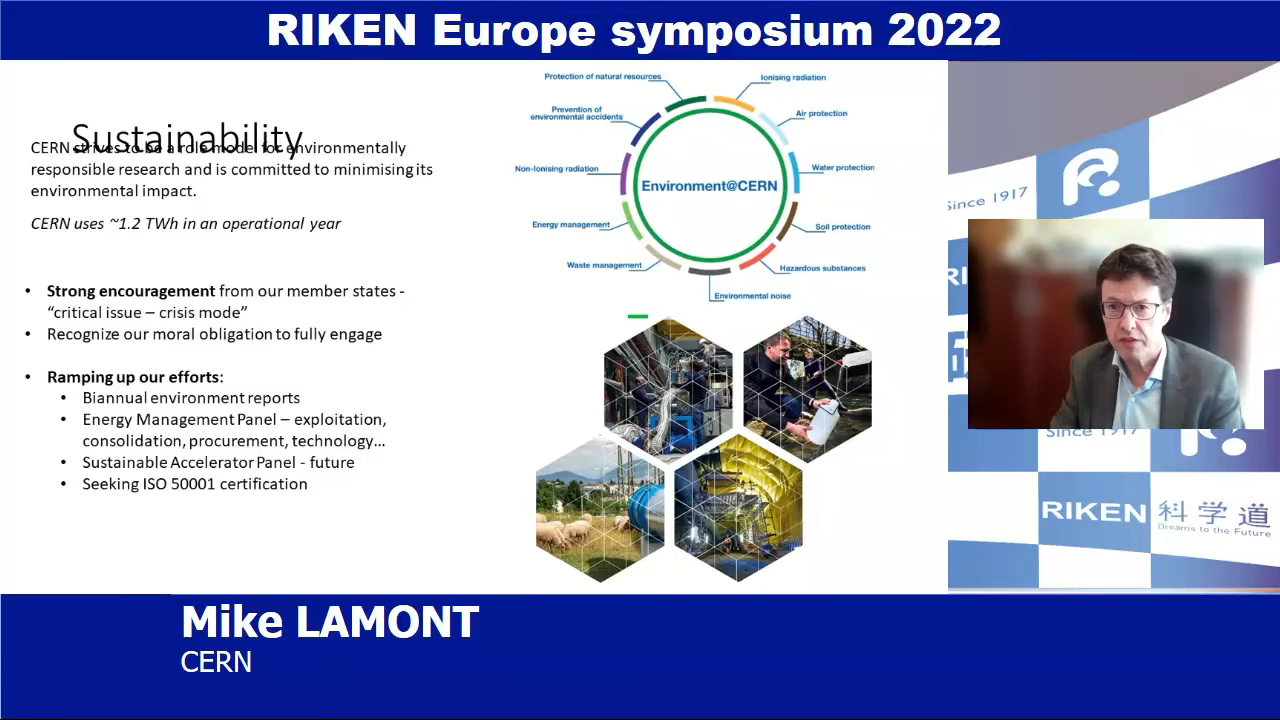 RIKEN Europe symposium 2022
Sustainability
CERN strives to be a role model for environmentally
responsible research and is committed to minimising its
environmental impact.
CERN uses ~1.2 TWh in an operational year
• Strong encouragement from our member states -
“critical issue – crisis mode”
• Recognize our moral obligation to fully engage
• Ramping up our efforts:
• Biannual environment reports
• Energy Management Panel – exploitation,
consolidation, procurement, technology…
• Sustainable Accelerator Panel - future
• Seeking ISO 50001 certification
Protection of natural resources
Ionising radiation
Prevention of
environmental accidents
Air protection
Non-Ionising radiation
Water protection
Environment@CERN
Energy management
Soil protection
Waste management
Hazardous substances
Environmental noise
Since 1917
Since 1917
RIKEN 科学道
Dreams to the Future
Mike LAMONT
CERN